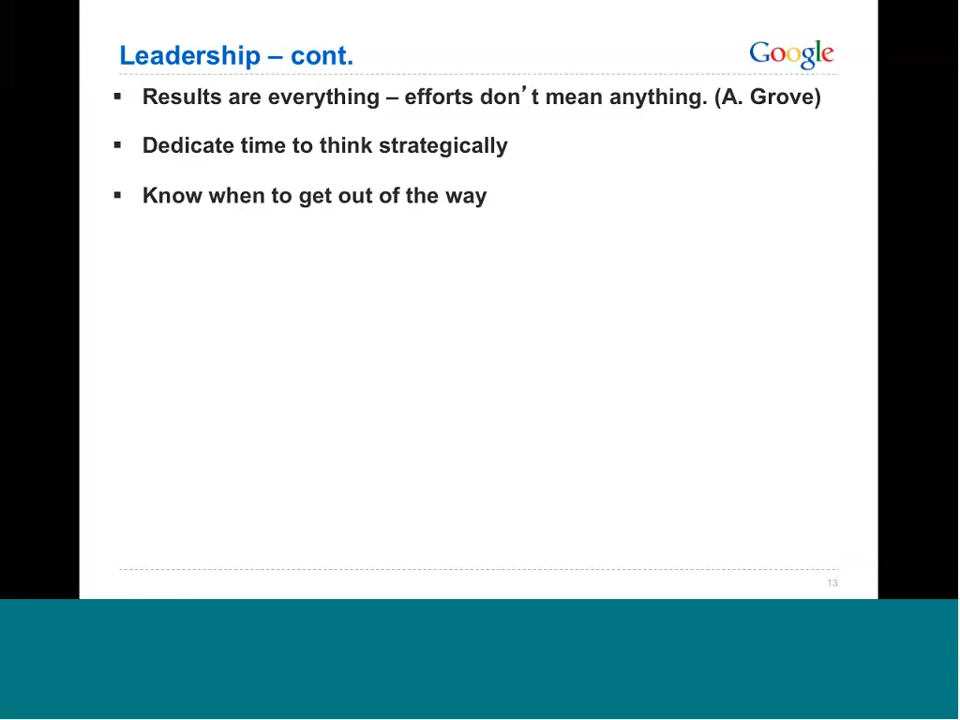 Leadership – cont.
Google
▪ Results are everything – efforts don’t mean anything. (A. Grove)
▪ Dedicate time to think strategically
▪ Know when to get out of the way
13